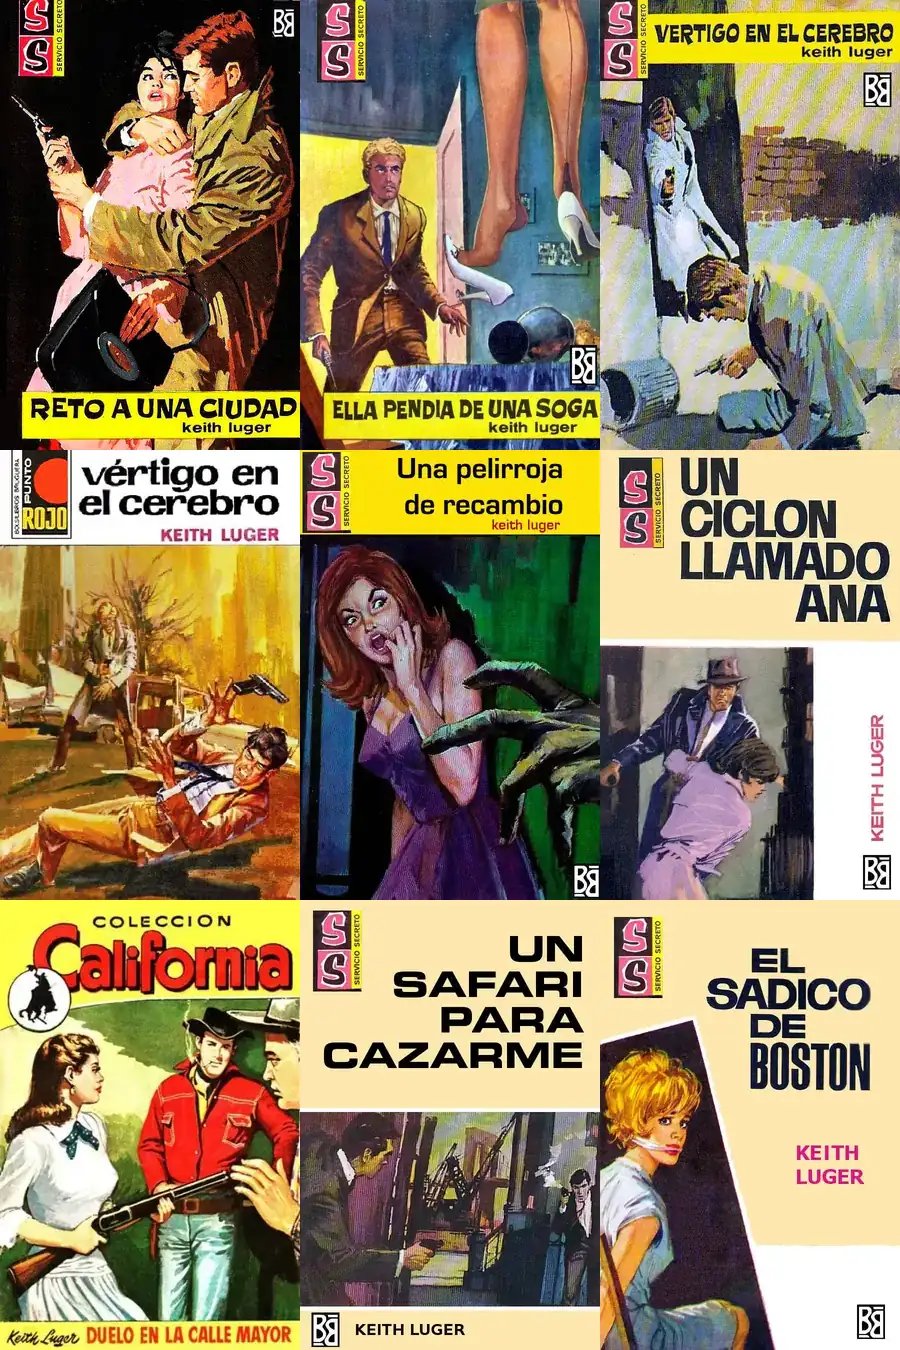 S
S
SERVICIO SECRETO
B
RETO A UNA CIUDAD
keith luger
S
S
SERVICIO SECRETO
B
ELLA PENDIA DE UNA SOGA
keith luger
S
S
SERVICIO SECRETO
VERTIGO EN EL CEREBRO
keith luger
B
BOLSILIBROS BRUGUERA
PUNTO
ROJO
vértigo en
el cerebro
KEITH LUGER
S
S
SERVICIO SECRETO
Una pelirroja
de recambio
keith luger
B
S
S
SERVICIO SECRETO
UN
CICLON
LLAMADO
ANA
KEITH LUGER
B
COLECCION
California
Keith Luger DUELO EN LA CALLE MAYOR
S
S
SERVICIO SECRETO
UN
SAFARI
PARA
CAZARME
B KEITH LUGER
S
S
SERVICIO SECRETO
EL
SADICO
DE
BOSTON
KEITH
LUGER
B